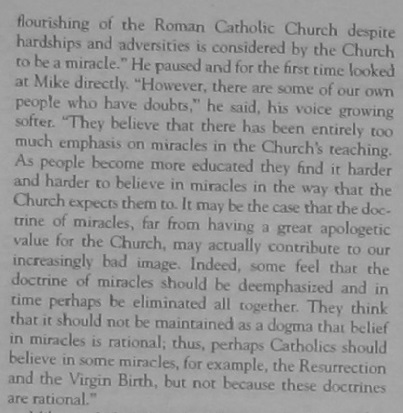 flourishing of the Roman Catholic Church despite
hardships and adversities is considered by the Church
to be a miracle." He paused and for the first time looked
at Mike directly. "However, there are some of our own
people who have doubts," he said, his voice growing
softer. "They believe that there has been entirely too
much emphasis on miracles in the Church's teaching.
As people become more educated they find it harder
and harder to believe in miracles in the way that the
Church expects them to. It may be the case that the doc-
trine of miracles, far from having a great apologetic
value for the Church, may actually contribute to our
increasingly bad image. Indeed, some feel that the
doctrine of miracles should be deemphasized and in
time perhaps be eliminated all together. They think
that it should not be maintained as a dogma that belief
in miracles is rational; thus, perhaps Catholics should
believe in some miracles, for example, the Resurrection
and the Virgin Birth, but not because these doctrines
are rational."